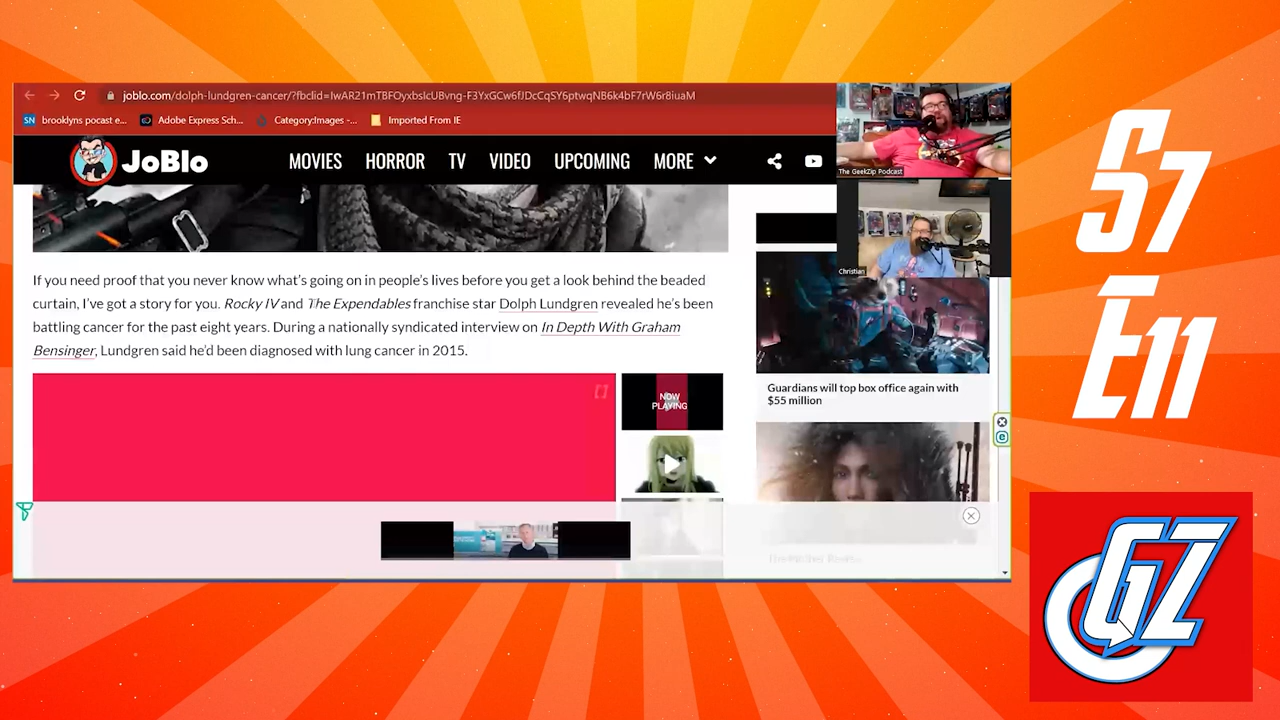 joblo.com/dolph-lundgren-cancer/?fbclid=IwAR21mTBFOyxbslcUBvng-F3YxGCw6fJDcCqSY6ptwqNB6k4bF7rW6r8iuaM
SN brooklyns pocast e...
Adobe Express Sch...
Category:Images -...
Imported From IE
JoBlo
MOVIES HORROR TV VIDEO UPCOMING MORE
The GeekZip Podcast
Christian
If you need proof that you never know what's going on in people's lives before you get a look behind the beaded
curtain, I've got a story for you. Rocky IV and The Expendables franchise star Dolph Lundgren revealed he's been
battling cancer for the past eight years. During a nationally syndicated interview on In Depth With Graham
Bensinger, Lundgren said he'd been diagnosed with lung cancer in 2015.
NOW
PLAYING
Guardians will top box office again with
$55 million
S7
E11
GZ